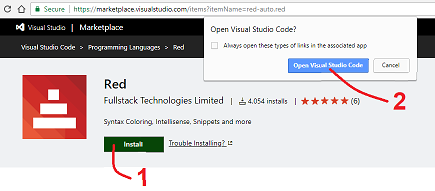 Secure https://marketplace.visualstudio.com/items?itemName=red-auto.red
Visual Studio | Marketplace
Visual Studio Code > Programming Languages > Red
Open Visual Studio Code?
Always open these types of links in the associated app
Open Visual Studio Code Cancel
2
Red
Fullstack Technologies Limited | 4,054 installs | (6)
Syntax Coloring, Intellisense, Snippets and more
Install Trouble Installing?
1